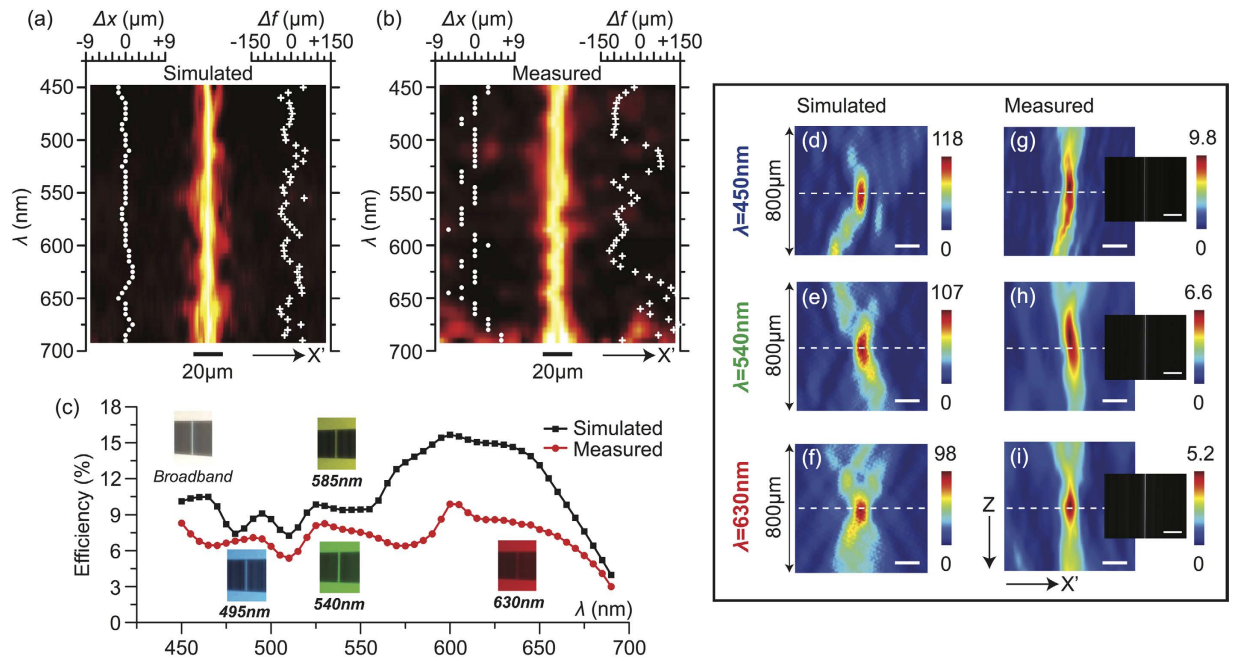 (a)
Δx (μm)
-9 0 +9
Δf (μm)
-150 0 +150
Simulated
λ (nm)
450
500
550
600
650
700
20μm
X'
(b)
Δx (μm)
-9 0 +9
Δf (μm)
-150 0 +150
Measured
λ (nm)
450
500
550
600
650
700
20μm
X'
(c)
Efficiency (%)
18
15
12
9
6
3
0
Broadband
585nm
Simulated
Measured
495nm
540nm
630nm
λ (nm)
450 500 550 600 650 700
Simulated Measured
λ=450nm
800μm
(d)
118
0
(g)
9.8
0
λ=540nm
800μm
(e)
107
0
(h)
6.6
0
λ=630nm
800μm
(f)
98
0
(i)
5.2
0
Z
X'